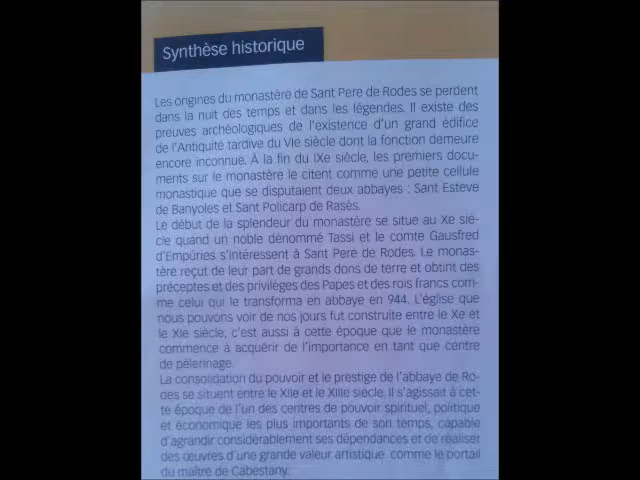 Synthèse historique
Les origines du monastère de Sant Pere de Rodes se perdent
dans la nuit des temps et dans les légendes. Il existe des
preuves archéologiques de l'existence d'un grand édifice
de l'Antiquité tardive du VIe siècle dont la fonction demeure
encore inconnue. À la fin du IXe siècle, les premiers docu-
ments sur le monastère le citent comme une petite cellule
monastique que se disputaient deux abbayes : Sant Esteve
de Banyoles et Sant Policarp de Rasès.
Le début de la splendeur du monastère se situe au Xe siè-
cle quand un noble dénommé Tassi et le comte Gausfred
d'Empúries s'intéressent à Sant Pere de Rodes. Le monas-
tère reçut de leur part de grands dons de terre et obtint des
préceptes et des privilèges des Papes et des rois francs com-
me celui qui le transforma en abbaye en 944. L'église que
nous pouvons voir de nos jours fut construite entre le Xe et
le XIe siècle, c'est aussi à cette époque que le monastère
commence à acquérir de l'importance en tant que centre
de pèlerinage.
La consolidation du pouvoir et le prestige de l'abbaye de Ro-
des se situent entre le XIIe et le XIIIe siècle. Il s'agissait à cet-
te époque de l'un des centres de pouvoir spirituel, politique
et économique les plus importants de son temps, capable
d'agrandir considérablement ses dépendances et de réaliser
des œuvres d'une grande valeur artistique comme le portail
du maître de Cabestany.